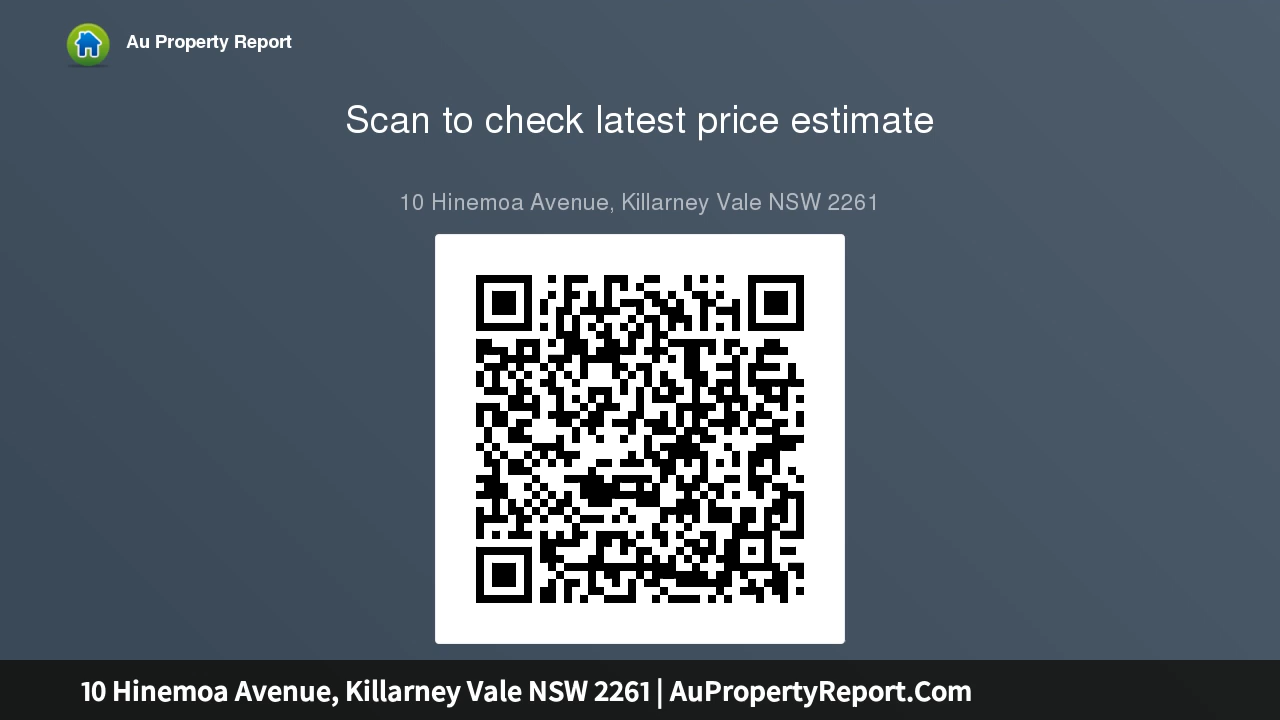 Au Property Report
Scan to check latest price estimate
10 Hinemoa Avenue, Killarney Vale NSW 2261
10 Hinemoa Avenue, Killarney Vale NSW 2261 | AuPropertyReport.Com